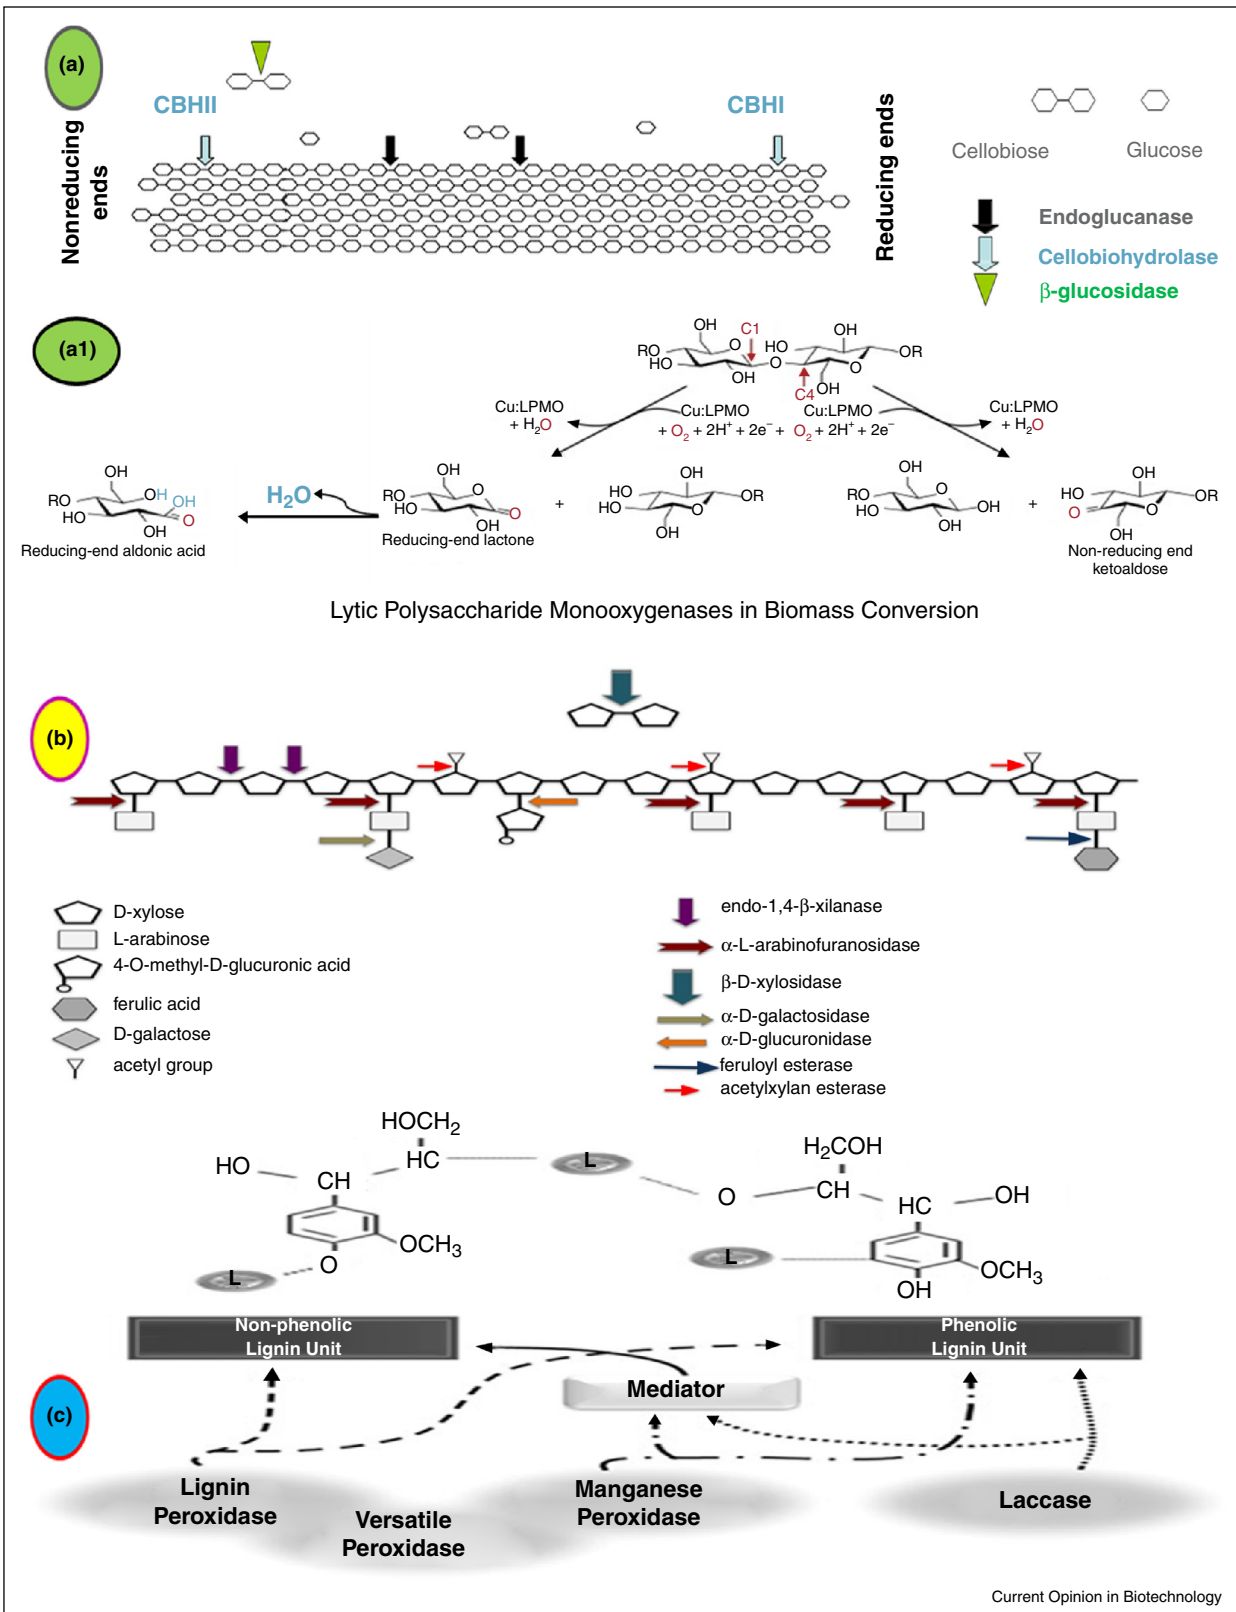 (a)
CBHII
CBHI
Nonreducing
ends
Reducing ends
Cellobiose
Glucose
Endoglucanase
Cellobiohydrolase
β-glucosidase
(a1)
OH
C1
OH
RO
O
HO
OR
HO
OH
O
O
C4
OH
Cu:LPMO
+ H2O
Cu:LPMO
+ O2 + 2H+ + 2e− +
Cu:LPMO
O2 + 2H+ + 2e−
Cu:LPMO
+ H2O
OH
RO
OH
OH
HO
O
OH
Reducing-end aldonic acid
H2O
OH
RO
O
HO
O
OH
Reducing-end lactone
+
OH
HO
OR
HO
O
OH
OH
RO
O
HO
OH
OH
+
OH
HO
OR
O
O
OH
Non-reducing end
ketoaldose
Lytic Polysaccharide Monooxygenases in Biomass Conversion
(b)
D-xylose
L-arabinose
4-O-methyl-D-glucuronic acid
ferulic acid
D-galactose
acetyl group
endo-1,4-β-xilanase
α-L-arabinofuranosidase
β-D-xylosidase
α-D-galactosidase
α-D-glucuronidase
feruloyl esterase
acetylxylan esterase
HOCH2
HO
HC
CH
OCH3
O
L
L
H2COH
O
CH
HC
OH
L
OCH3
OH
Non-phenolic
Lignin Unit
Phenolic
Lignin Unit
Mediator
(c)
Lignin
Peroxidase
Versatile
Peroxidase
Manganese
Peroxidase
Laccase
Current Opinion in Biotechnology